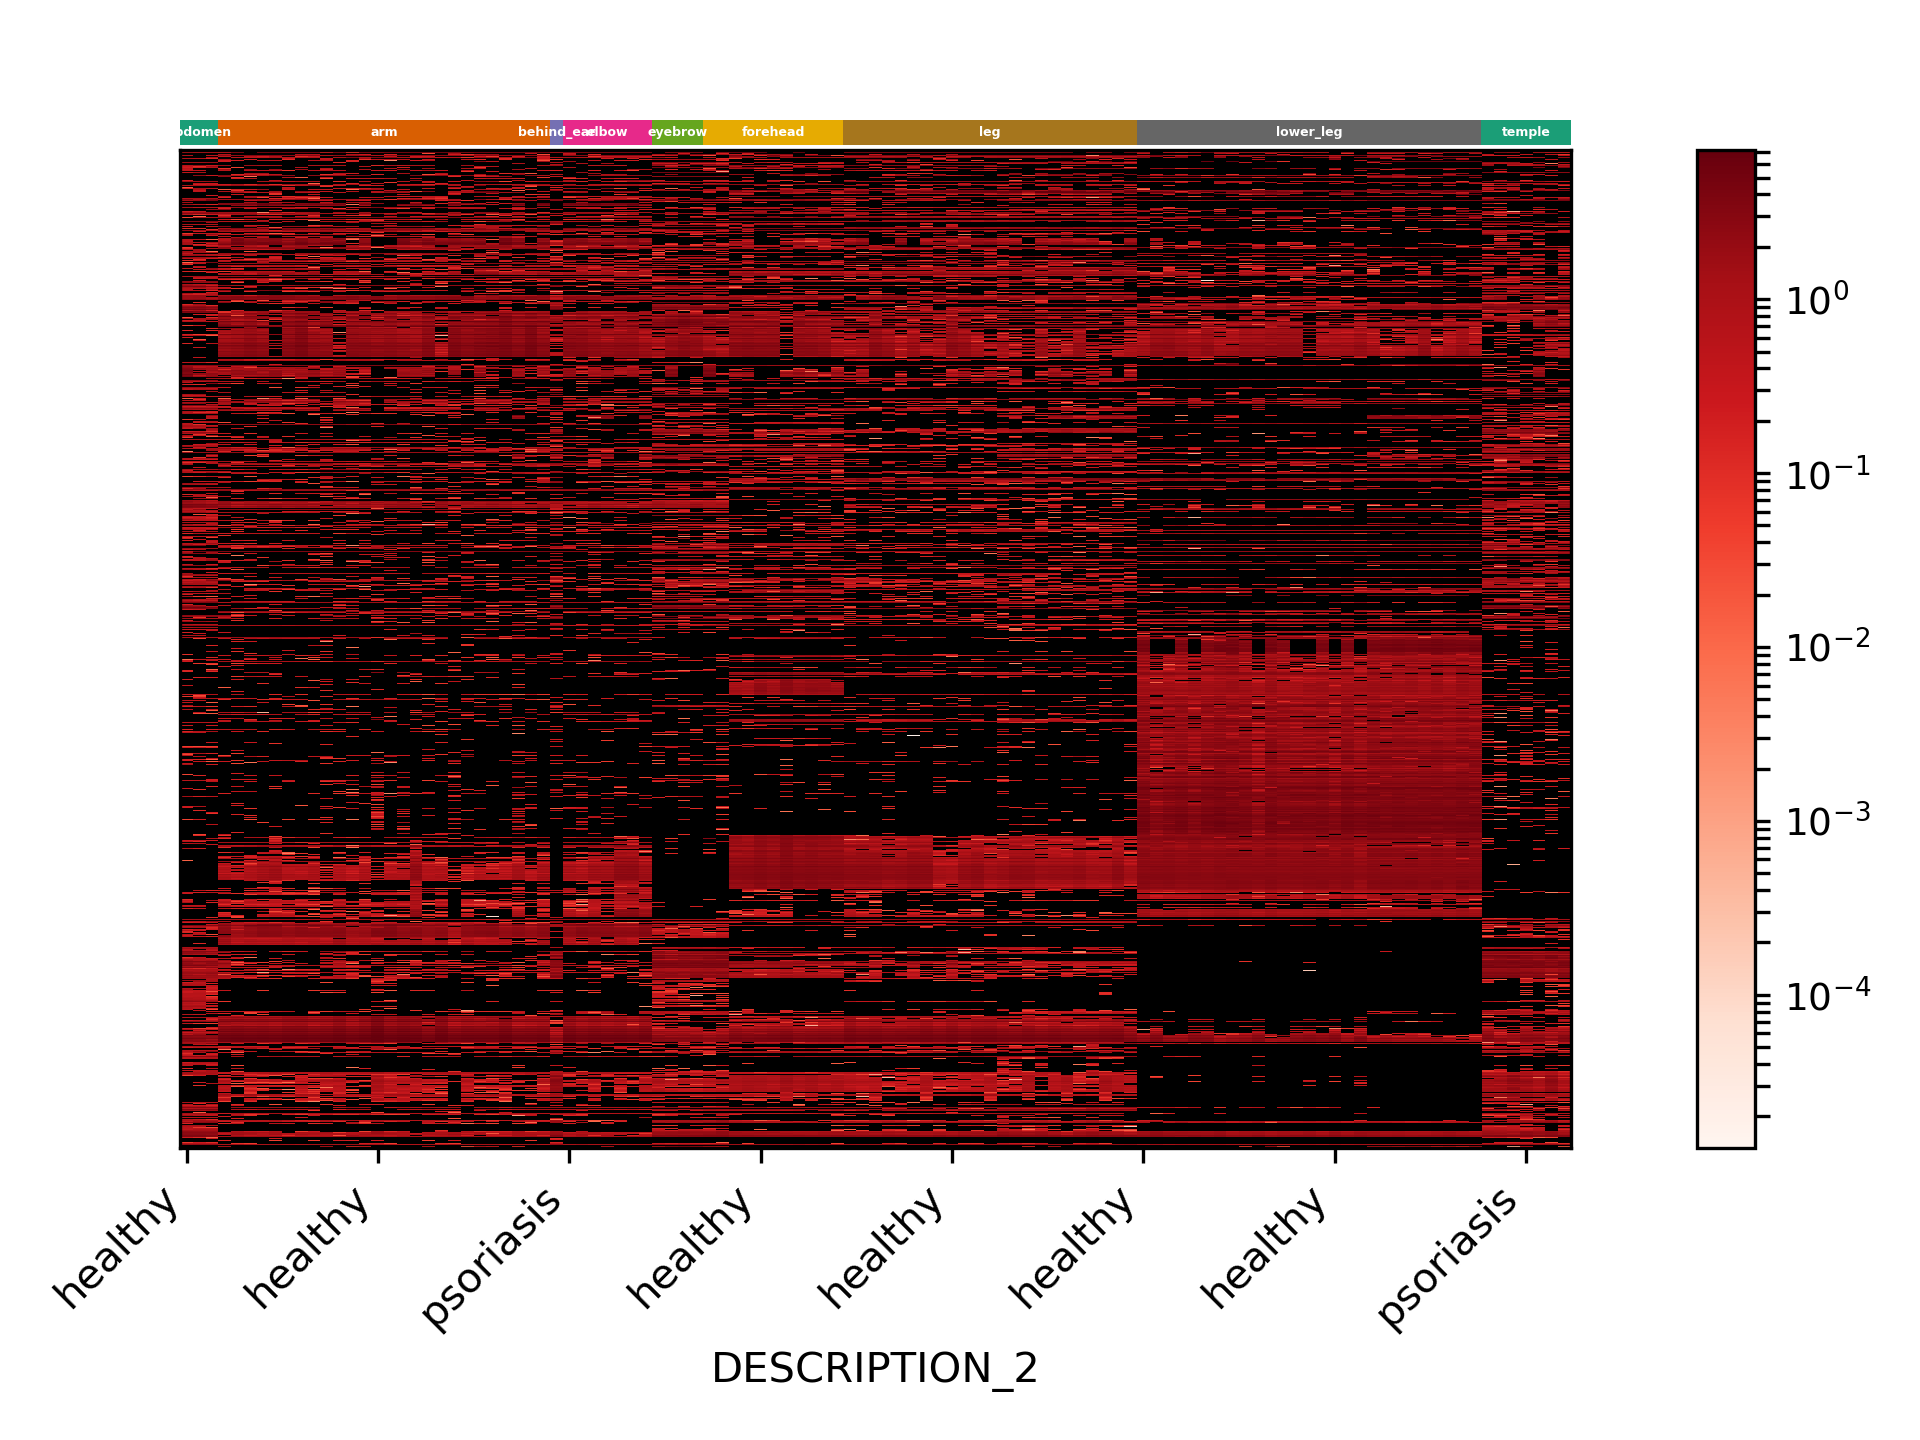 bdomen arm behind_ear elbow eyebrow forehead leg lower_leg temple
10^0
10^-1
10^-2
10^-3
10^-4
healthy healthy psoriasis healthy healthy healthy healthy psoriasis
DESCRIPTION_2